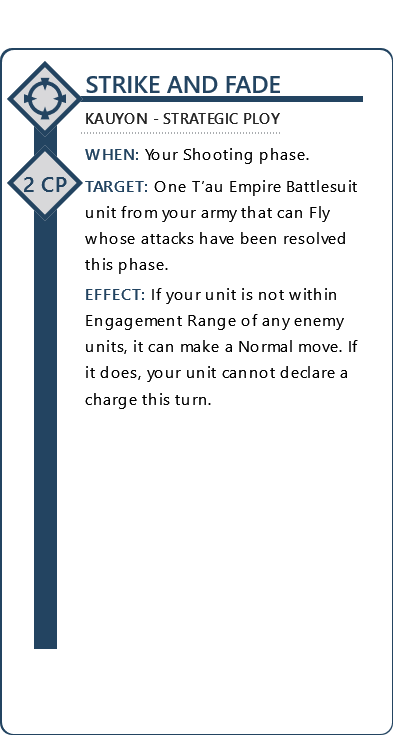 STRIKE AND FADE
KAUYON - STRATEGIC PLOY
WHEN: Your Shooting phase.
2 CP
TARGET: One T’au Empire Battlesuit
unit from your army that can Fly
whose attacks have been resolved
this phase.
EFFECT: If your unit is not within
Engagement Range of any enemy
units, it can make a Normal move. If
it does, your unit cannot declare a
charge this turn.